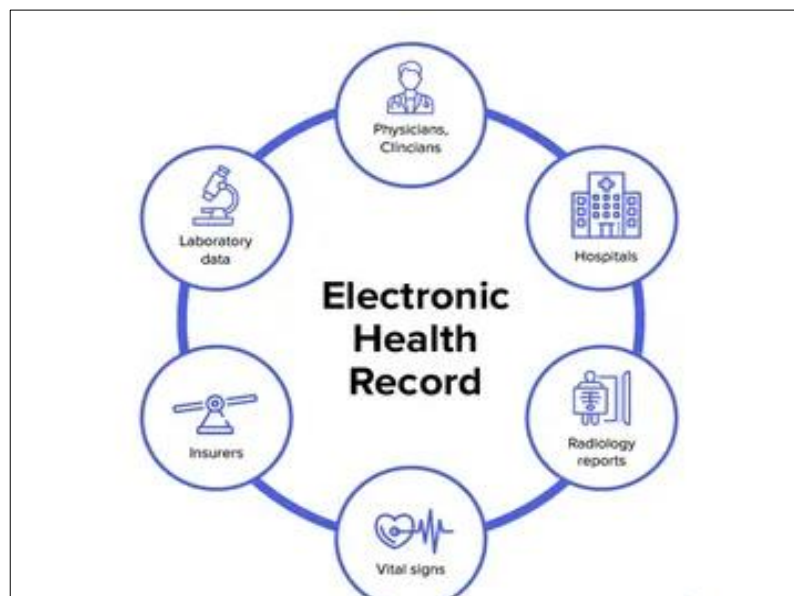 Physicians,
Clincians
Laboratory
data
Hospitals
Electronic
Health
Record
Insurers
Radiology
reports
Vital signs